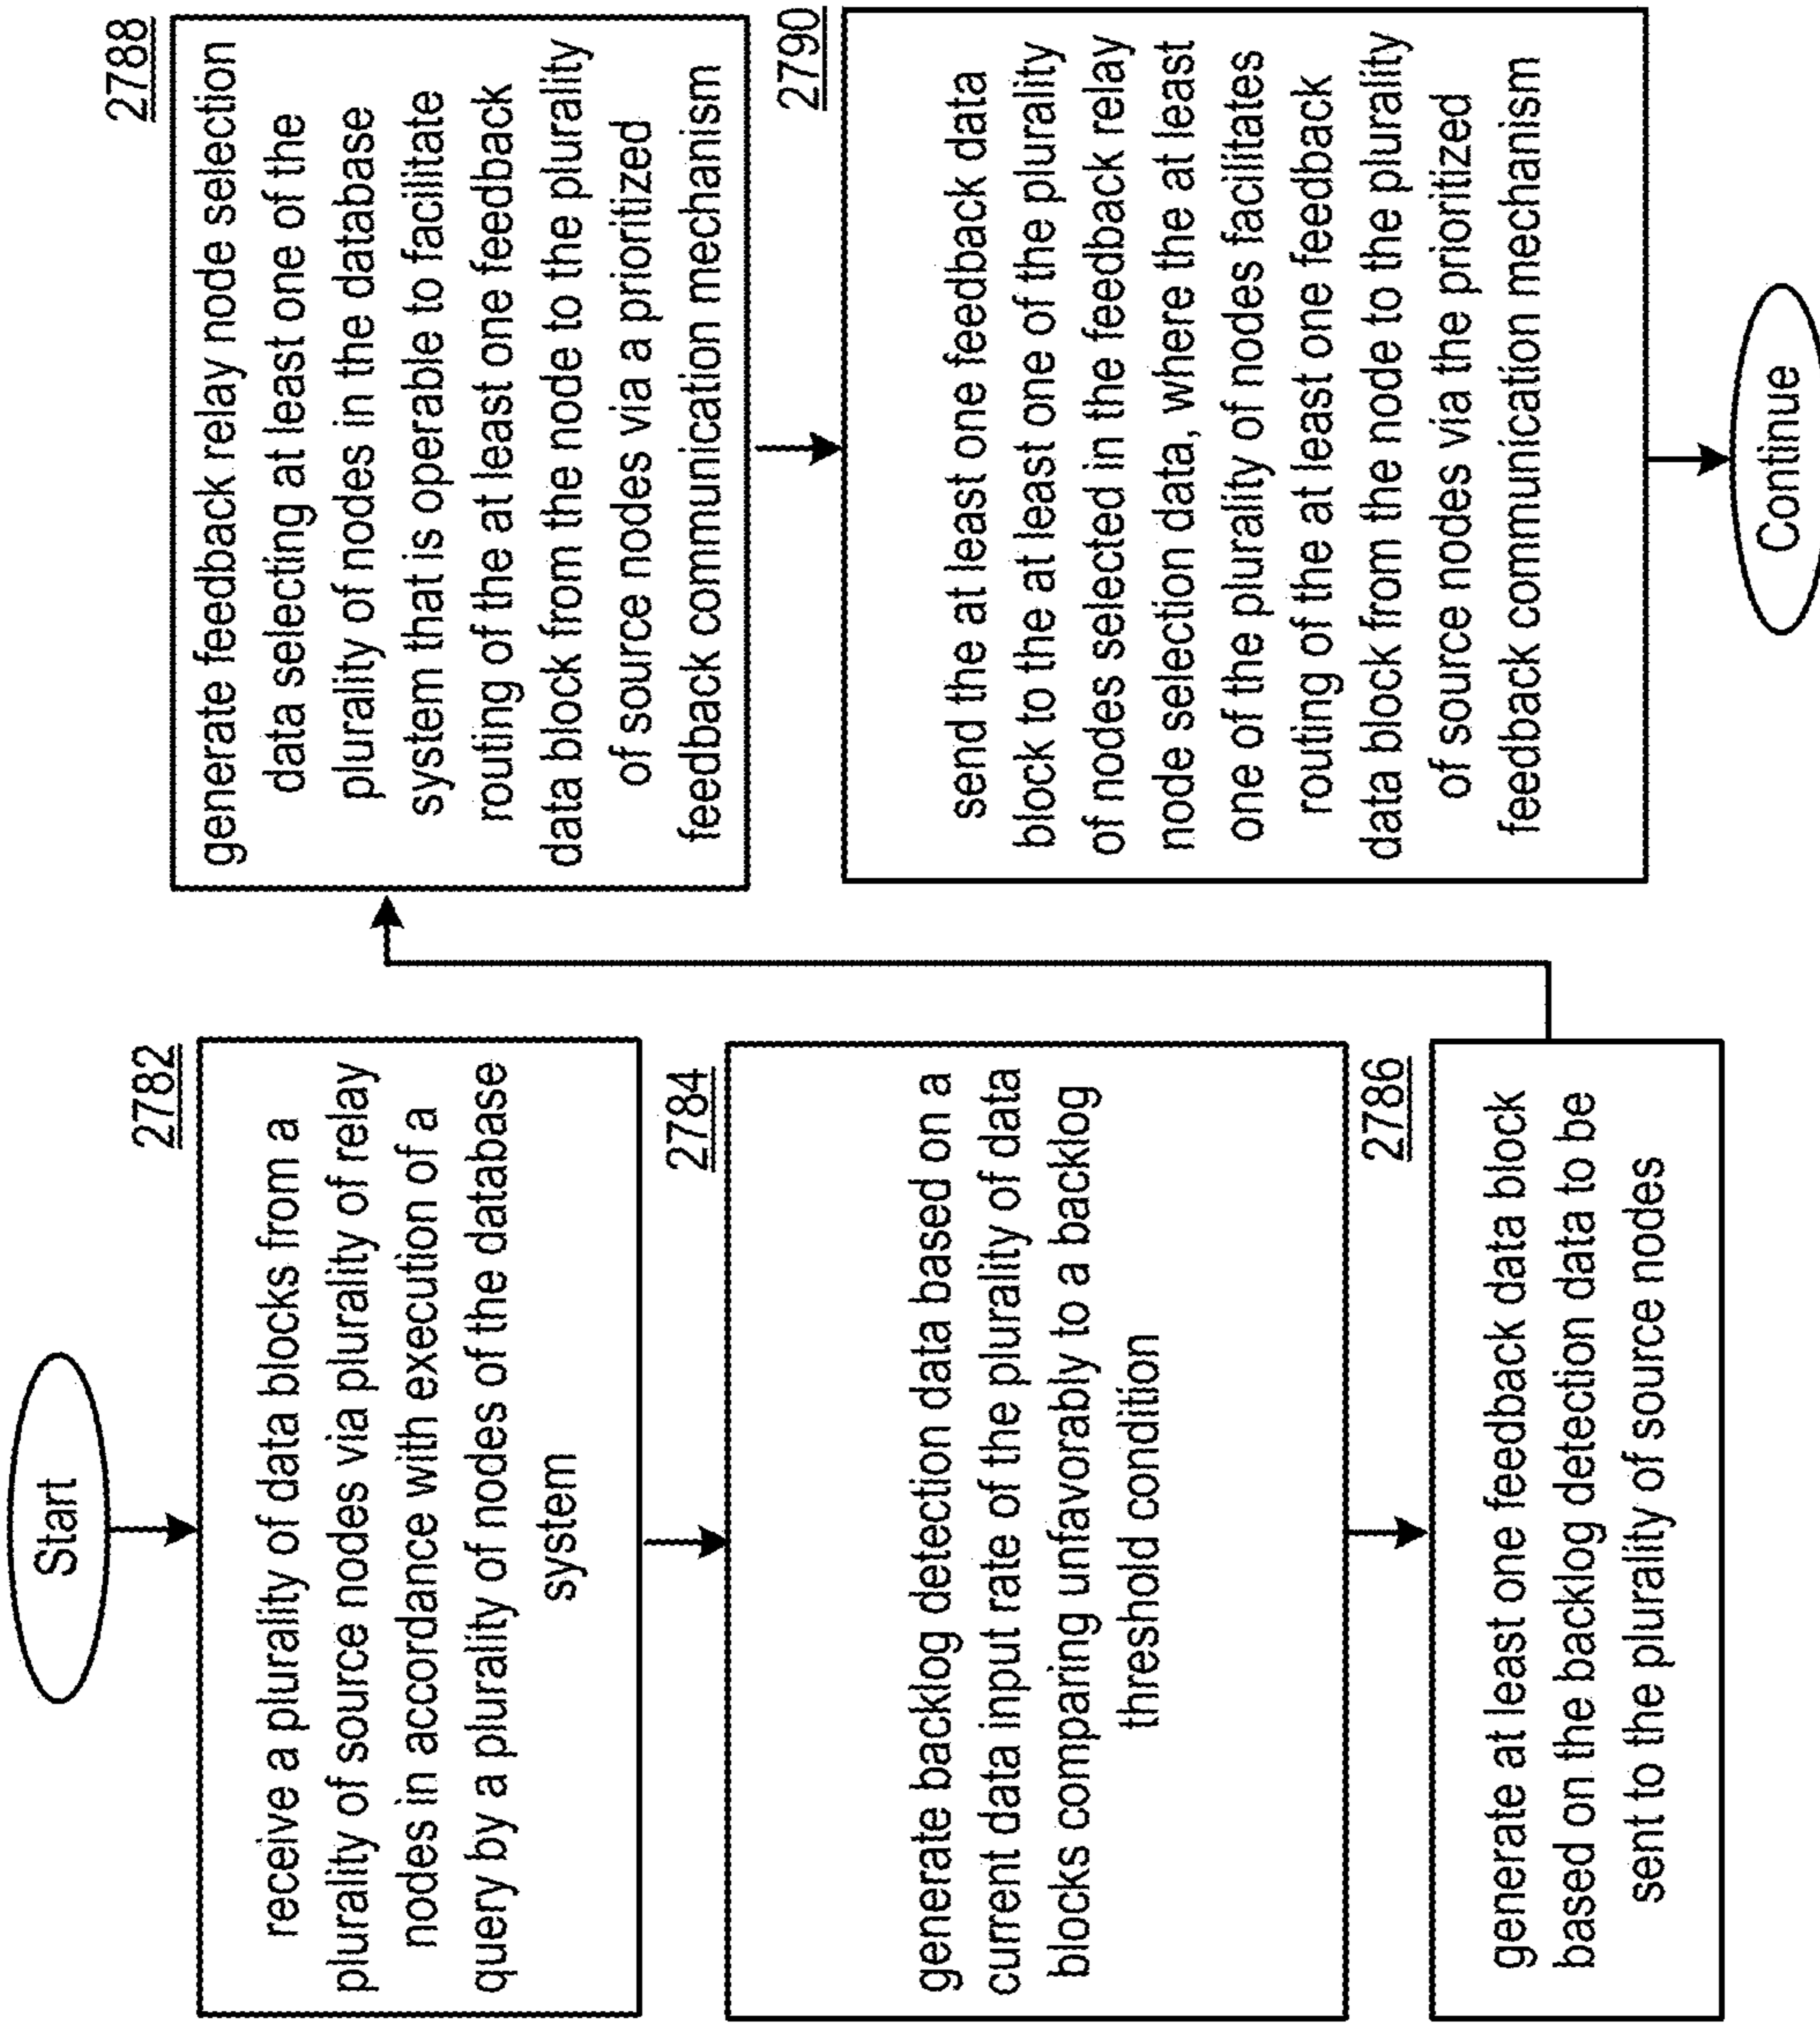 Start
2782
receive a plurality of data blocks from a
plurality of source nodes via plurality of relay
nodes in accordance with execution of a
query by a plurality of nodes of the database
system
2784
generate backlog detection data based on a
current data input rate of the plurality of data
blocks comparing unfavorably to a backlog
threshold condition
2786
generate at least one feedback data block
based on the backlog detection data to be
sent to the plurality of source nodes
2788
generate feedback relay node selection
data selecting at least one of the
plurality of nodes in the database
system that is operable to facilitate
routing of the at least one feedback
data block from the node to the plurality
of source nodes via a prioritized
feedback communication mechanism
2790
send the at least one feedback data
block to the at least one of the plurality
of nodes selected in the feedback relay
node selection data, where the at least
one of the plurality of nodes facilitates
routing of the at least one feedback
data block from the node to the plurality
of source nodes via the prioritized
feedback communication mechanism
Continue